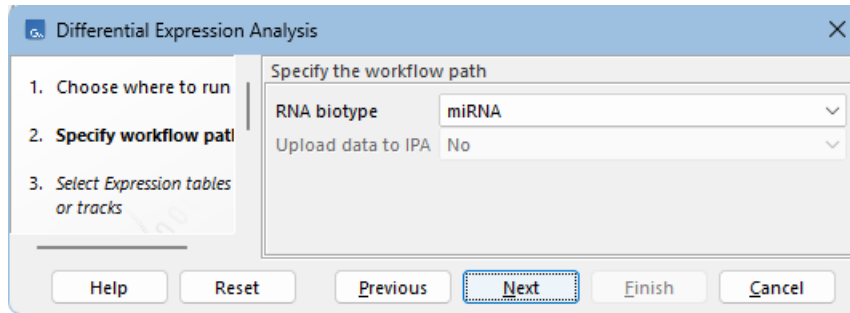 Differential Expression Analysis
1. Choose where to run
2. Specify workflow path
3. Select Expression tables
or tracks
Specify the workflow path
RNA biotype miRNA
Upload data to IPA No
Help Reset Previous Next Finish Cancel